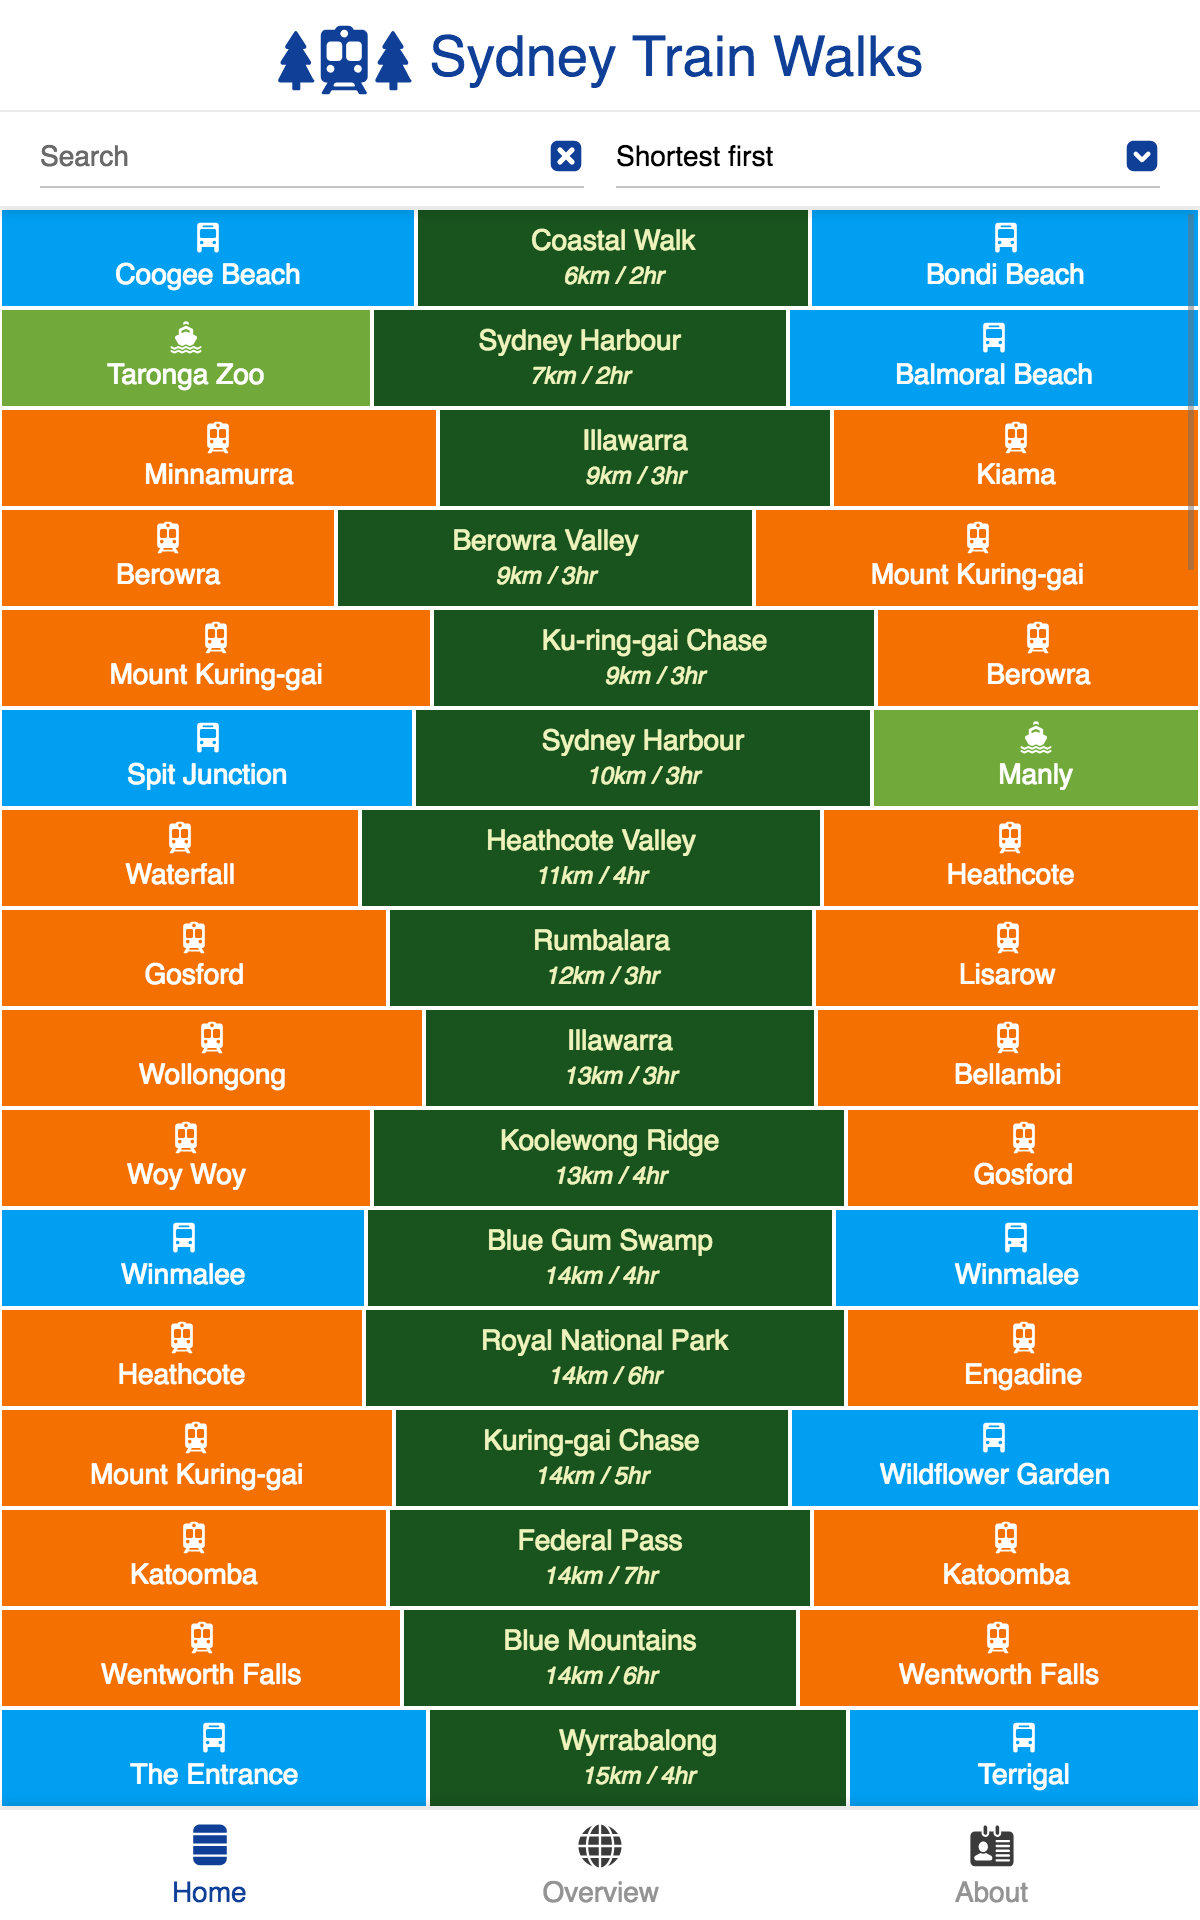 Sydney Train Walks
Search
Shortest first
Coogee Beach
Coastal Walk
6km / 2hr
Bondi Beach
Taronga Zoo
Sydney Harbour
7km / 2hr
Balmoral Beach
Minnamurra
Illawarra
9km / 3hr
Kiama
Berowra
Berowra Valley
9km / 3hr
Mount Kuring-gai
Mount Kuring-gai
Ku-ring-gai Chase
9km / 3hr
Berowra
Spit Junction
Sydney Harbour
10km / 3hr
Manly
Waterfall
Heathcote Valley
11km / 4hr
Heathcote
Gosford
Rumbalara
12km / 3hr
Lisarow
Wollongong
Illawarra
13km / 3hr
Bellambi
Woy Woy
Koolewong Ridge
13km / 4hr
Gosford
Winmalee
Blue Gum Swamp
14km / 4hr
Winmalee
Heathcote
Royal National Park
14km / 6hr
Engadine
Mount Kuring-gai
Kuring-gai Chase
14km / 5hr
Wildflower Garden
Katoomba
Federal Pass
14km / 7hr
Katoomba
Wentworth Falls
Blue Mountains
14km / 6hr
Wentworth Falls
The Entrance
Wyrrabalong
15km / 4hr
Terrigal
Home
Overview
About